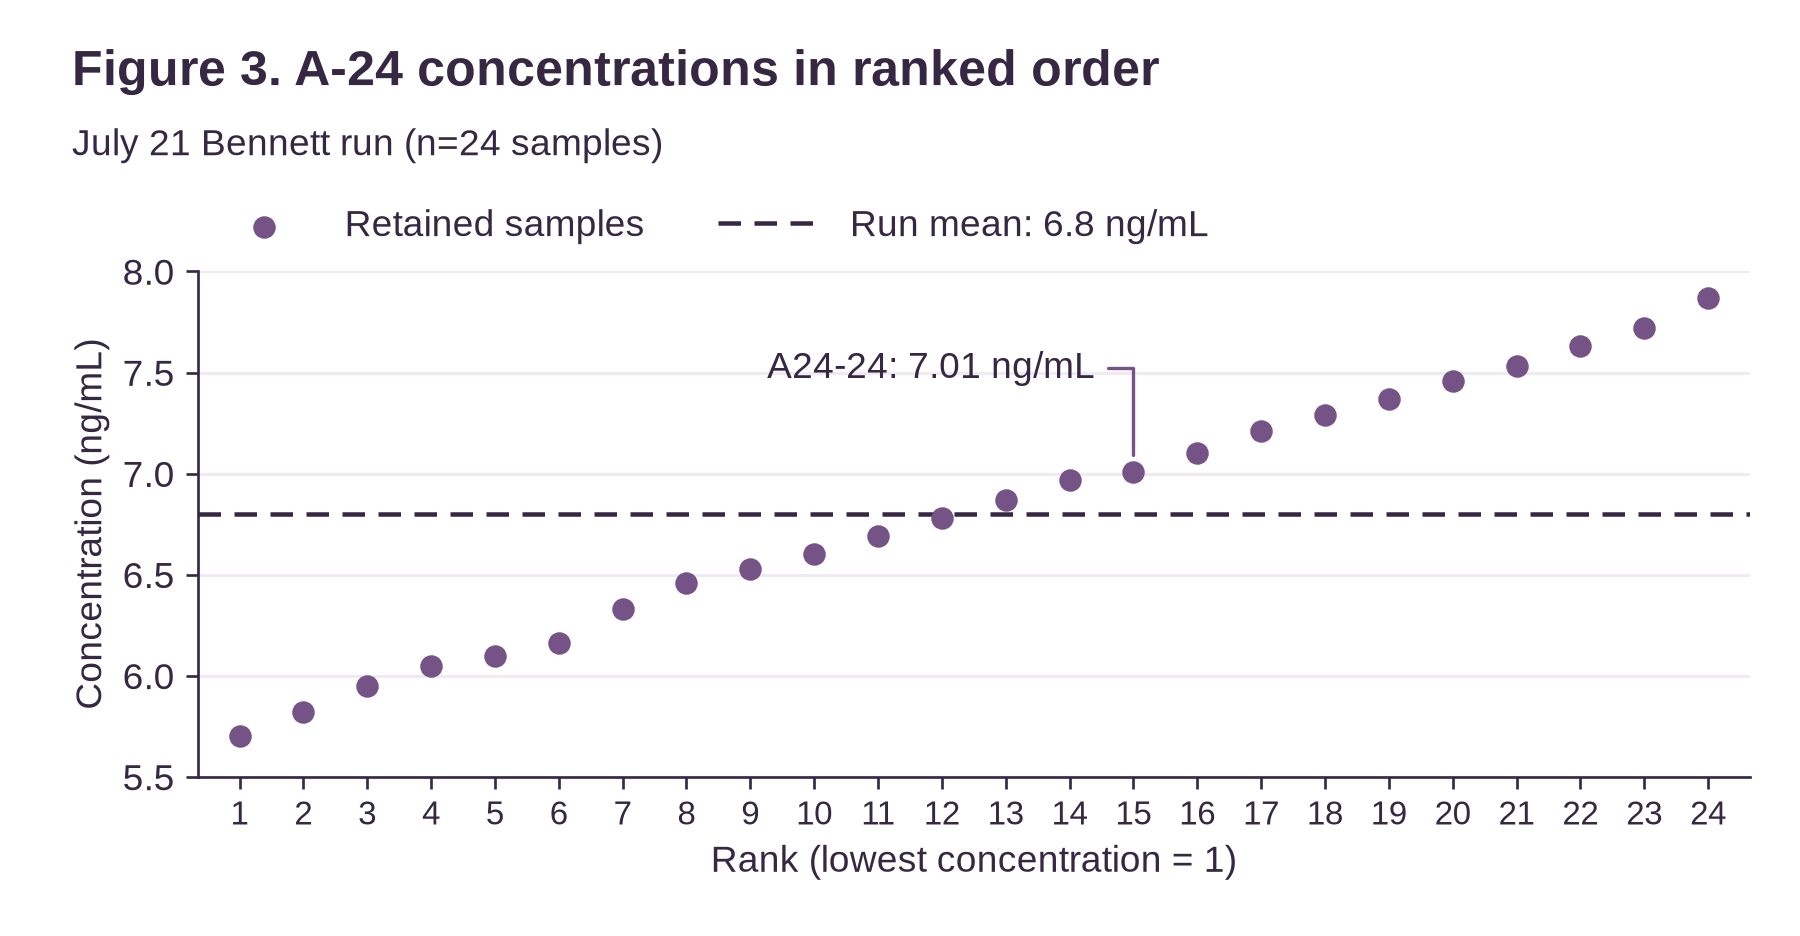 Figure 3. A-24 concentrations in ranked order
July 21 Bennett run (n=24 samples)
Retained samples
Run mean: 6.8 ng/mL
8.0
7.5
7.0
6.5
6.0
5.5
Concentration (ng/mL)
A24-24: 7.01 ng/mL
1 2 3 4 5 6 7 8 9 10 11 12 13 14 15 16 17 18 19 20 21 22 23 24
Rank (lowest concentration = 1)